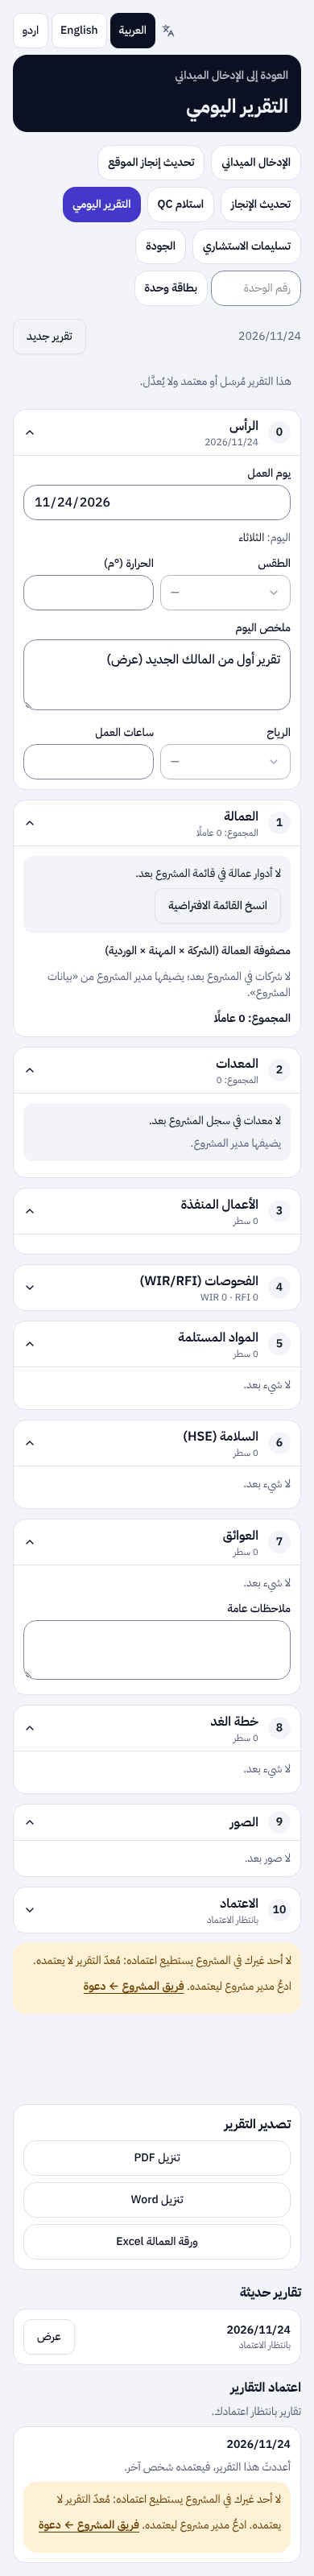 العربية
English
اردو
العودة إلى الإدخال الميداني
التقرير اليومي
الإدخال الميداني
تحديث إنجاز الموقع
تحديث الإنجاز
استلام QC
التقرير اليومي
تسليمات الاستشاري
الجودة
رقم الوحدة
بطاقة وحدة
2026/11/24
تقرير جديد
هذا التقرير مُرسَل أو معتمد ولا يُعدَّل.
0
الرأس
2026/11/24
يوم العمل
11/24/2026
اليوم: الثلاثاء
الطقس
الحرارة (°م)
—
ملخص اليوم
تقرير أول من المالك الجديد (عرض)
الرياح
ساعات العمل
—
1
العمالة
المجموع: 0 عاملًا
لا أدوار عمالة في قائمة المشروع بعد.
انسخ القائمة الافتراضية
مصفوفة العمالة (الشركة × المهنة × الوردية)
لا شركات في المشروع بعد؛ يضيفها مدير المشروع من «بيانات
المشروع».
المجموع: 0 عاملًا
2
المعدات
المجموع: 0
لا معدات في سجل المشروع بعد.
يضيفها مدير المشروع.
3
الأعمال المنفذة
0 سطر
4
الفحوصات (WIR/RFI)
WIR 0 · RFI 0
5
المواد المستلمة
0 سطر
لا شيء بعد.
6
السلامة (HSE)
0 سطر
لا شيء بعد.
7
العوائق
0 سطر
لا شيء بعد.
ملاحظات عامة
8
خطة الغد
0 سطر
لا شيء بعد.
9
الصور
لا صور بعد.
10
الاعتماد
بانتظار الاعتماد
لا أحد غيرك في المشروع يستطيع اعتماده: مُعدّ التقرير لا يعتمده.
ادعُ مدير مشروع ليعتمده. فريق المشروع ← دعوة
تصدير التقرير
تنزيل PDF
تنزيل Word
ورقة العمالة Excel
تقارير حديثة
2026/11/24
بانتظار الاعتماد
عرض
اعتماد التقارير
تقارير بانتظار اعتمادك.
2026/11/24
أعددتَ هذا التقرير، فيعتمده شخص آخر.
لا أحد غيرك في المشروع يستطيع اعتماده: مُعدّ التقرير لا
يعتمده. ادعُ مدير مشروع ليعتمده. فريق المشروع ← دعوة